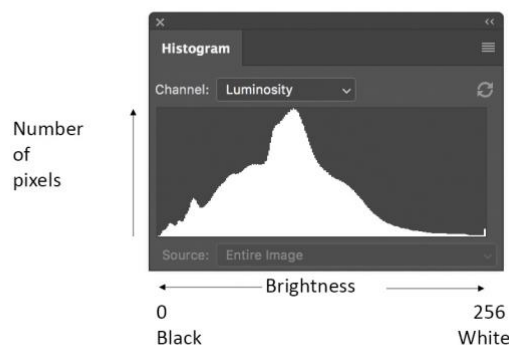 Histogram
Channel: Luminosity
Number
of
pixels
Source: Entire Image
Brightness
0 256
Black White